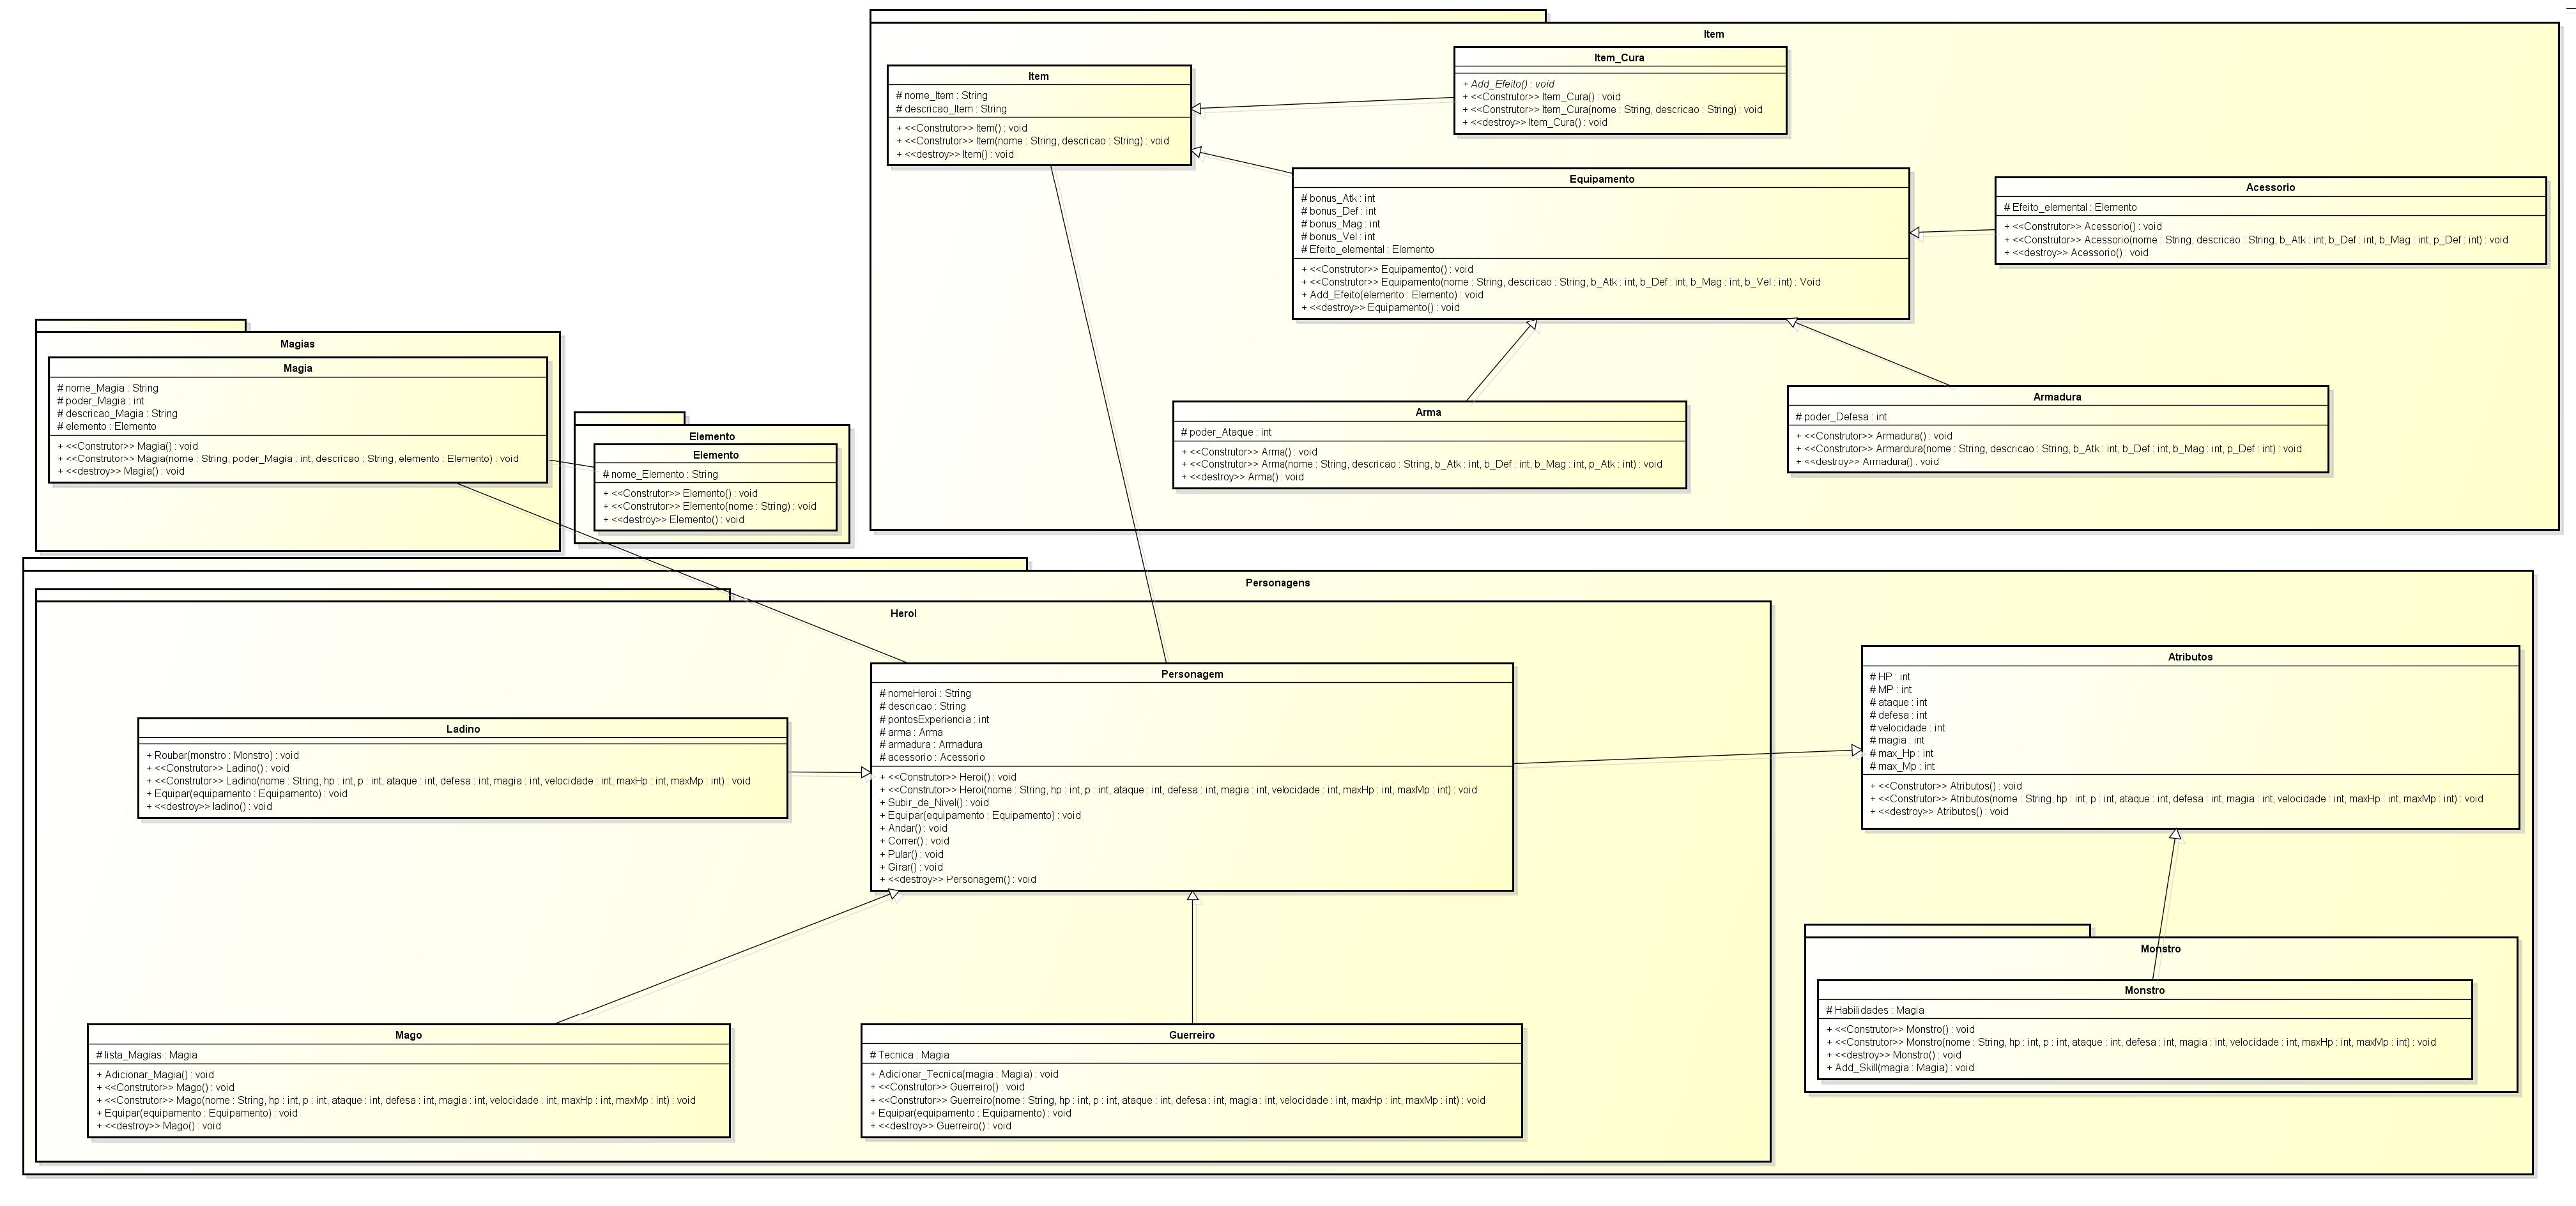 Item
Item
# nome_Item : String
# descricao_Item : String
+ <<Construtor>> Item() : void
+ <<Construtor>> Item(nome : String, descricao : String) : void
+ <<destroy>> Item() : void
Item_Cura
+ Add_Efeito() : void
+ <<Construtor>> Item_Cura() : void
+ <<Construtor>> Item_Cura(nome : String, descricao : String) : void
+ <<destroy>> Item_Cura() : void
Equipamento
# bonus_Atk : int
# bonus_Def : int
# bonus_Mag : int
# bonus_Vel : int
# Efeito_elemental : Elemento
+ <<Construtor>> Equipamento() : void
+ <<Construtor>> Equipamento(nome : String, descricao : String, b_Atk : int, b_Def : int, b_Mag : int, b_Vel : int) : Void
+ Add_Efeito(elemento : Elemento) : void
+ <<destroy>> Equipamento() : void
Acessorio
# Efeito_elemental : Elemento
+ <<Construtor>> Acessorio() : void
+ <<Construtor>> Acessorio(nome : String, descricao : String, b_Atk : int, b_Def : int, b_Mag : int, p_Def : int) : void
+ <<destroy>> Acessorio() : void
Arma
# poder_Ataque : int
+ <<Construtor>> Arma() : void
+ <<Construtor>> Arma(nome : String, descricao : String, b_Atk : int, b_Def : int, b_Mag : int, p_Atk : int) : void
+ <<destroy>> Arma() : void
Armadura
# poder_Defesa : int
+ <<Construtor>> Armadura() : void
+ <<Construtor>> Armardura(nome : String, descricao : String, b_Atk : int, b_Def : int, b_Mag : int, p_Def : int) : void
+ <<destroy>> Armadura() : void
Magias
Magia
# nome_Magia : String
# poder_Magia : int
# descricao_Magia : String
# elemento : Elemento
+ <<Construtor>> Magia() : void
+ <<Construtor>> Magia(nome : String, poder_Magia : int, descricao : String, elemento : Elemento) : void
+ <<destroy>> Magia() : void
Elemento
Elemento
# nome_Elemento : String
+ <<Construtor>> Elemento() : void
+ <<Construtor>> Elemento(nome : String) : void
+ <<destroy>> Elemento() : void
Personagens
Heroi
Personagem
# nomeHeroi : String
# descricao : String
# pontosExperiencia : int
# arma : Arma
# armadura : Armadura
# acessorio : Acessorio
+ <<Construtor>> Heroi() : void
+ <<Construtor>> Heroi(nome : String, hp : int, p : int, ataque : int, defesa : int, magia : int, velocidade : int, maxHp : int, maxMp : int) : void
+ Subir_de_Nivel() : void
+ Equipar(equipamento : Equipamento) : void
+ Andar() : void
+ Correr() : void
+ Pular() : void
+ Girar() : void
+ <<destroy>> Personagem() : void
Ladino
+ Roubar(monstro : Monstro) : void
+ <<Construtor>> Ladino() : void
+ <<Construtor>> Ladino(nome : String, hp : int, p : int, ataque : int, defesa : int, magia : int, velocidade : int, maxHp : int, maxMp : int) : void
+ Equipar(equipamento : Equipamento) : void
+ <<destroy>> ladino() : void
Atributos
# HP : int
# MP : int
# ataque : int
# defesa : int
# velocidade : int
# magia : int
# max_Hp : int
# max_Mp : int
+ <<Construtor>> Atributos() : void
+ <<Construtor>> Atributos(nome : String, hp : int, p : int, ataque : int, defesa : int, magia : int, velocidade : int, maxHp : int, maxMp : int) : void
+ <<destroy>> Atributos() : void
Mago
# lista_Magias : Magia
+ Adicionar_Magia() : void
+ <<Construtor>> Mago() : void
+ <<Construtor>> Mago(nome : String, hp : int, p : int, ataque : int, defesa : int, magia : int, velocidade : int, maxHp : int, maxMp : int) : void
+ Equipar(equipamento : Equipamento) : void
+ <<destroy>> Mago() : void
Guerreiro
# Tecnica : Magia
+ Adicionar_Tecnica(magia : Magia) : void
+ <<Construtor>> Guerreiro() : void
+ <<Construtor>> Guerreiro(nome : String, hp : int, p : int, ataque : int, defesa : int, magia : int, velocidade : int, maxHp : int, maxMp : int) : void
+ Equipar(equipamento : Equipamento) : void
+ <<destroy>> Guerreiro() : void
Monstro
Monstro
# Habilidades : Magia
+ <<Construtor>> Monstro() : void
+ <<Construtor>> Monstro(nome : String, hp : int, p : int, ataque : int, defesa : int, magia : int, velocidade : int, maxHp : int, maxMp : int) : void
+ <<destroy>> Monstro() : void
+ Add_Skill(magia : Magia) : void